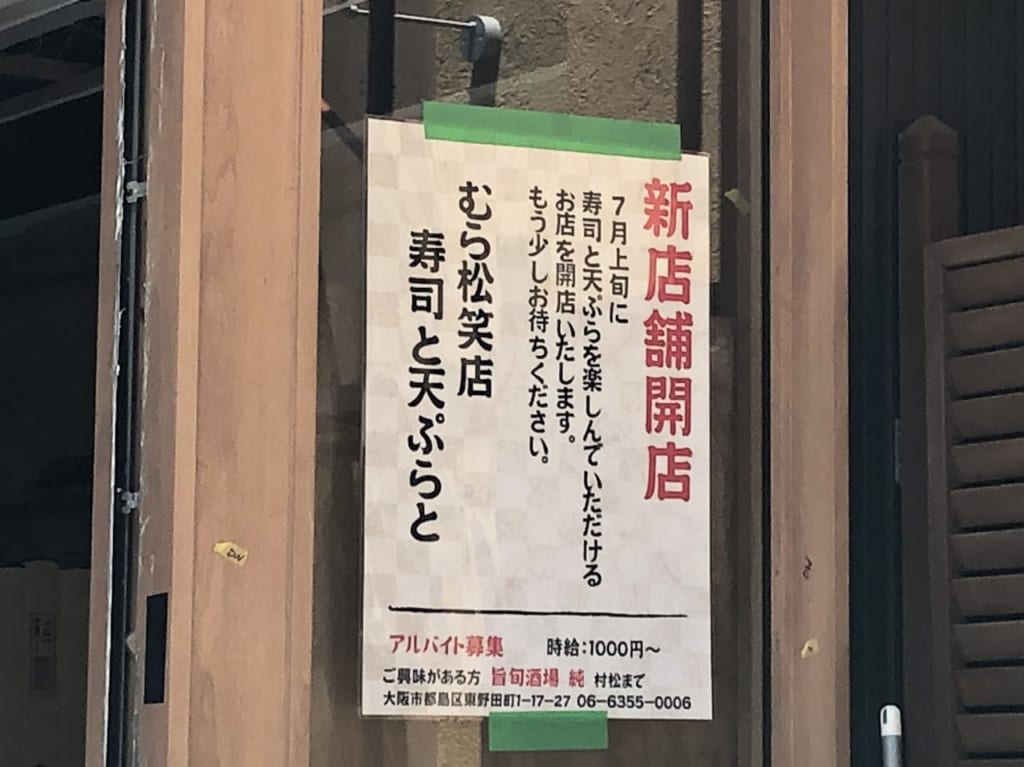 新店舗開店
7月上旬に
寿司と天ぷらを楽しんでいただける
お店を開店いたします。
もう少しお待ちください。
むら松笑店
寿司と天ぷらと
アルバイト募集 時給:1000円〜
ご興味がある方 旨旬酒場 純 村松まで
大阪市都島区東野田町1-17-27 06-6355-0006
DW